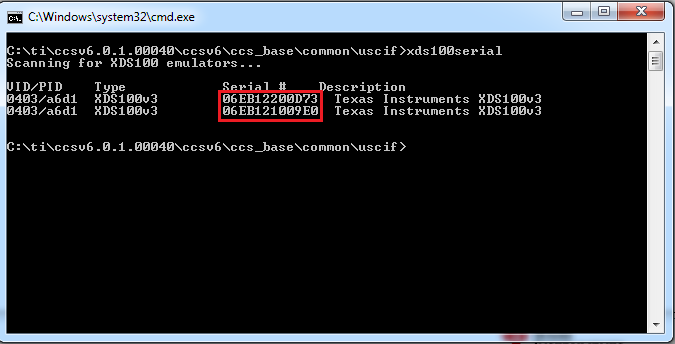 C:\Windows\system32\cmd.exe
C:\ti\ccsv6.0.1.00040\ccsv6\ccs_base\common\uscif>xds100serial
Scanning for XDS100 emulators...
VID/PID Type Serial # Description
0403/a6d1 XDS100v3 06EB12200D73 Texas Instruments XDS100v3
0403/a6d1 XDS100v3 06EB121009E0 Texas Instruments XDS100v3
C:\ti\ccsv6.0.1.00040\ccsv6\ccs_base\common\uscif>